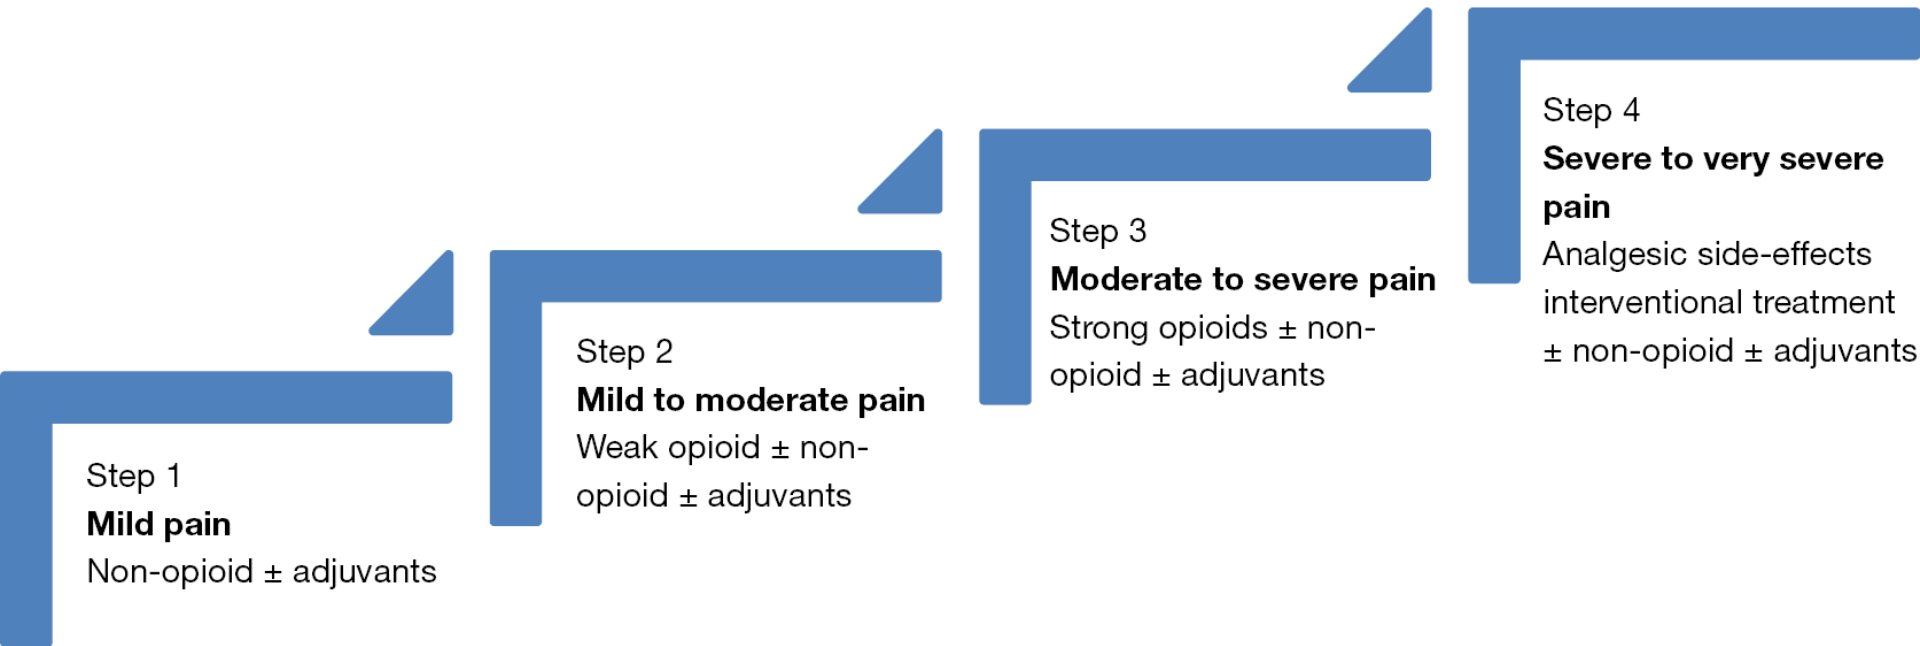 Step 1
Mild pain
Non-opioid ± adjuvants
Step 2
Mild to moderate pain
Weak opioid ± non-
opioid ± adjuvants
Step 3
Moderate to severe pain
Strong opioids ± non-
opioid ± adjuvants
Step 4
Severe to very severe
pain
Analgesic side-effects
interventional treatment
± non-opioid ± adjuvants